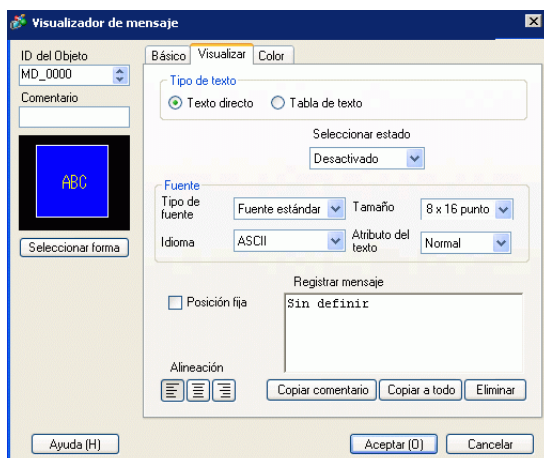 Visualizador de mensaje
ID del Objeto
MD_0000
Comentario
ABC
Seleccionar forma
Básico Visualizar Color
Tipo de texto
Texto directo Tabla de texto
Seleccionar estado
Desactivado
Fuente
Tipo de fuente Fuente estándar Tamaño 8 x 16 punto
Idioma ASCII Atributo del texto Normal
Registrar mensaje
Posición fija
Sin definir
Alineación
Copiar comentario Copiar a todo Eliminar
Ayuda (H) Aceptar (O) Cancelar